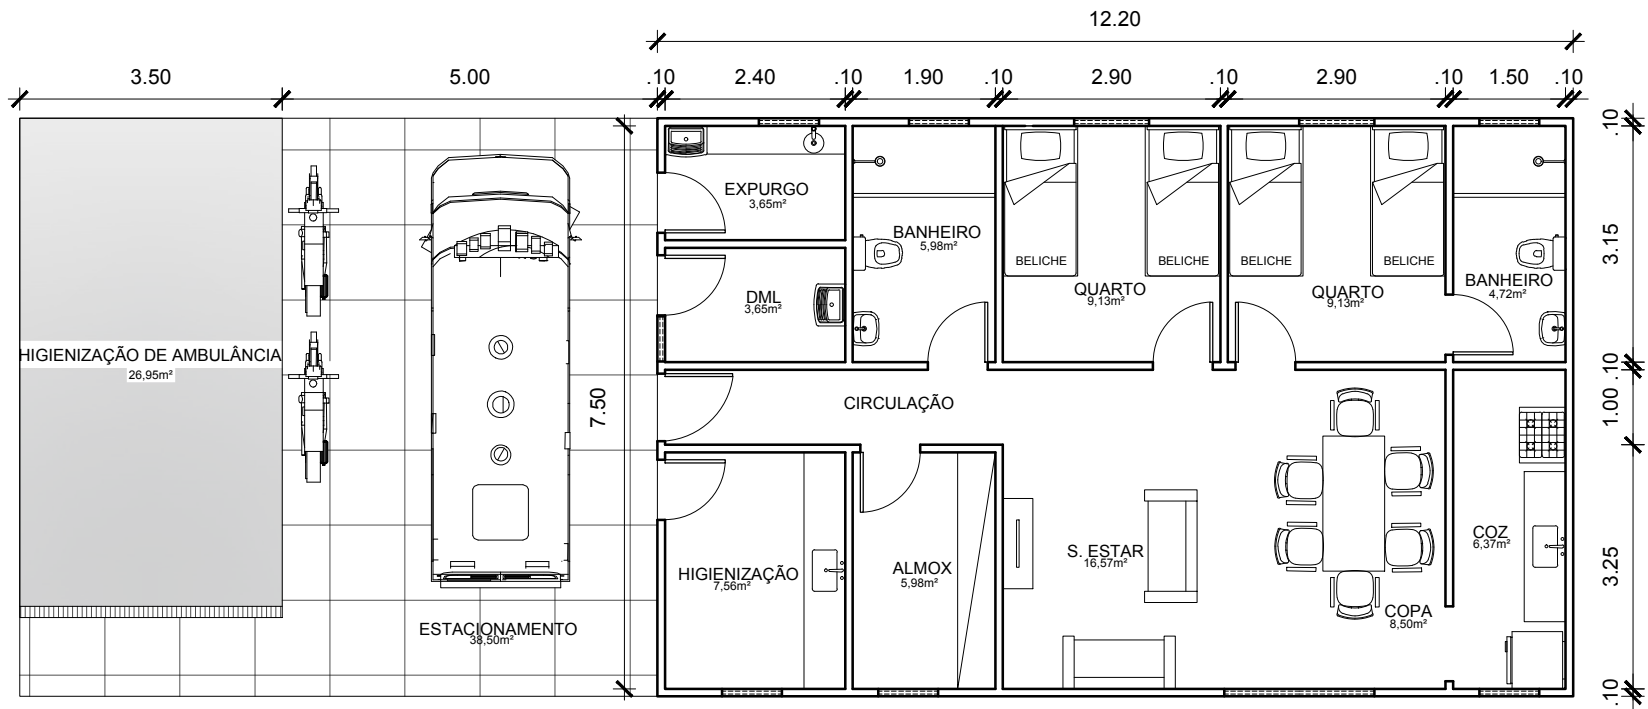 12.20
3.50
5.00
.10
2.40
.10
1.90
.10
2.90
.10
2.90
.10
1.50
.10
.10
3.15
.10
1.00
3.25
.10
7.50
EXPURGO
3,65m²
BANHEIRO
5,98m²
BELICHE
BELICHE
BELICHE
BELICHE
QUARTO
9,13m²
QUARTO
9,13m²
BANHEIRO
4,72m²
DML
3,65m²
HIGIENIZAÇÃO DE AMBULÂNCIA
26,95m²
CIRCULAÇÃO
HIGIENIZAÇÃO
7,56m²
ALMOX
5,98m²
S. ESTAR
16,57m²
COZ
6,37m²
COPA
8,50m²
ESTACIONAMENTO
38,50m²